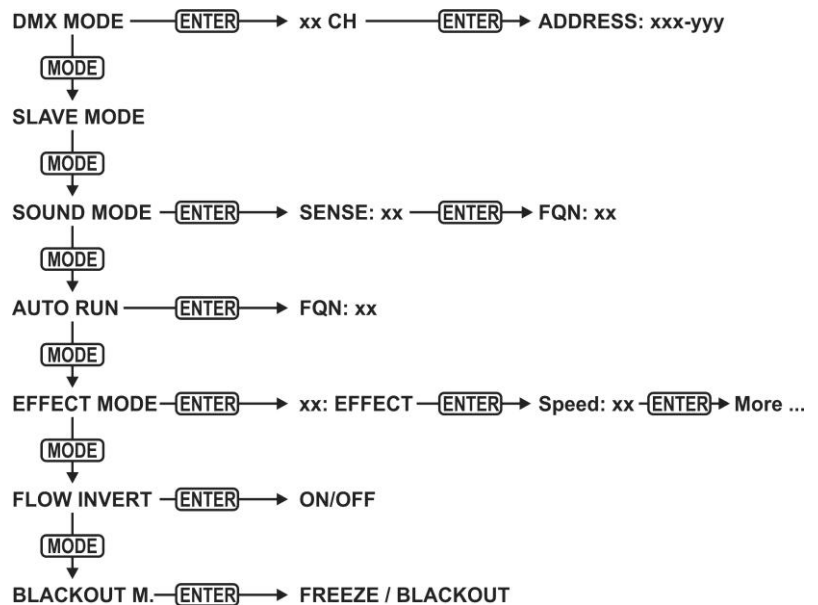 DMX MODE ENTER xx CH ENTER ADDRESS: xxx-yyy
MODE
SLAVE MODE
MODE
SOUND MODE ENTER SENSE: xx ENTER FQN: xx
MODE
AUTO RUN ENTER FQN: xx
MODE
EFFECT MODE ENTER xx: EFFECT ENTER Speed: xx ENTER More ...
MODE
FLOW INVERT ENTER ON/OFF
MODE
BLACKOUT M. ENTER FREEZE / BLACKOUT